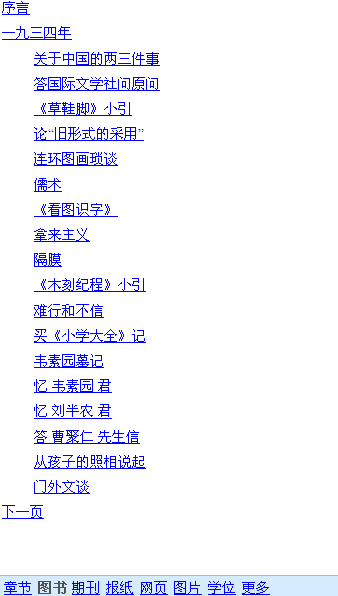 序言
一九三四年
关于中国的两三件事
答国际文学社问原问
《草鞋脚》小引
论“旧形式的采用”
连环图画琐谈
儒术
《看图识字》
拿来主义
隔膜
《木刻纪程》小引
难行和不信
买《小学大全》记
韦素园墓记
忆 韦素园 君
忆 刘半农 君
答 曹聚仁 先生信
从孩子的照相说起
门外文谈
下一页
章节 图书 期刊 报纸 网页 图片 学位 更多